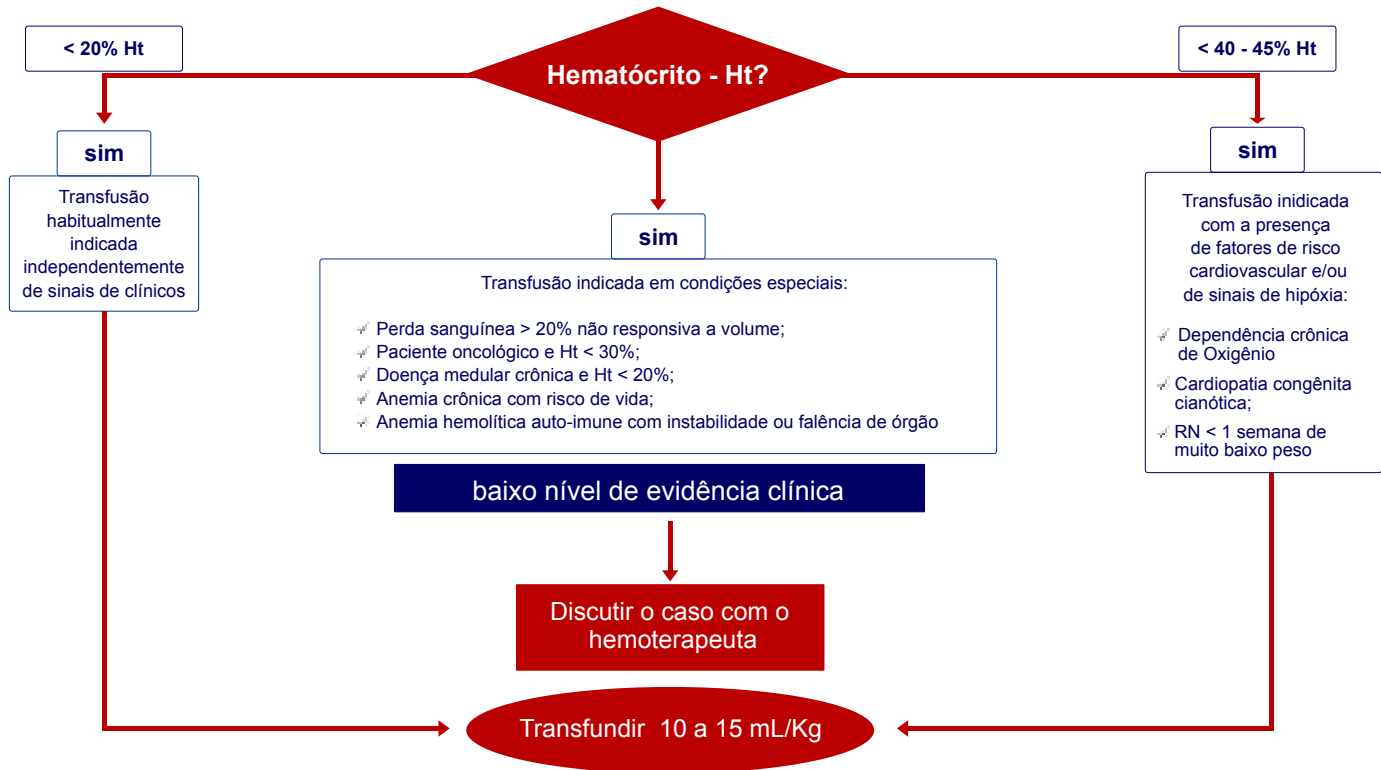 < 20% Ht
Hematócrito - Ht?
< 40 - 45% Ht
sim
Transfusão
habitualmente
indicada
independentemente
de sinais de clínicos
sim
Transfusão indicada em condições especiais:
Perda sanguínea > 20% não responsiva a volume;
Paciente oncológico e Ht < 30%;
Doença medular crônica e Ht < 20%;
Anemia crônica com risco de vida;
Anemia hemolítica auto-imune com instabilidade ou falência de órgão
baixo nível de evidência clínica
Discutir o caso com o
hemoterapeuta
sim
Transfusão inidicada
com a presença
de fatores de risco
cardiovascular e/ou
de sinais de hipóxia:
Dependência crônica
de Oxigênio
Cardiopatia congênita
cianótica;
RN < 1 semana de
muito baixo peso
Transfundir 10 a 15 mL/Kg